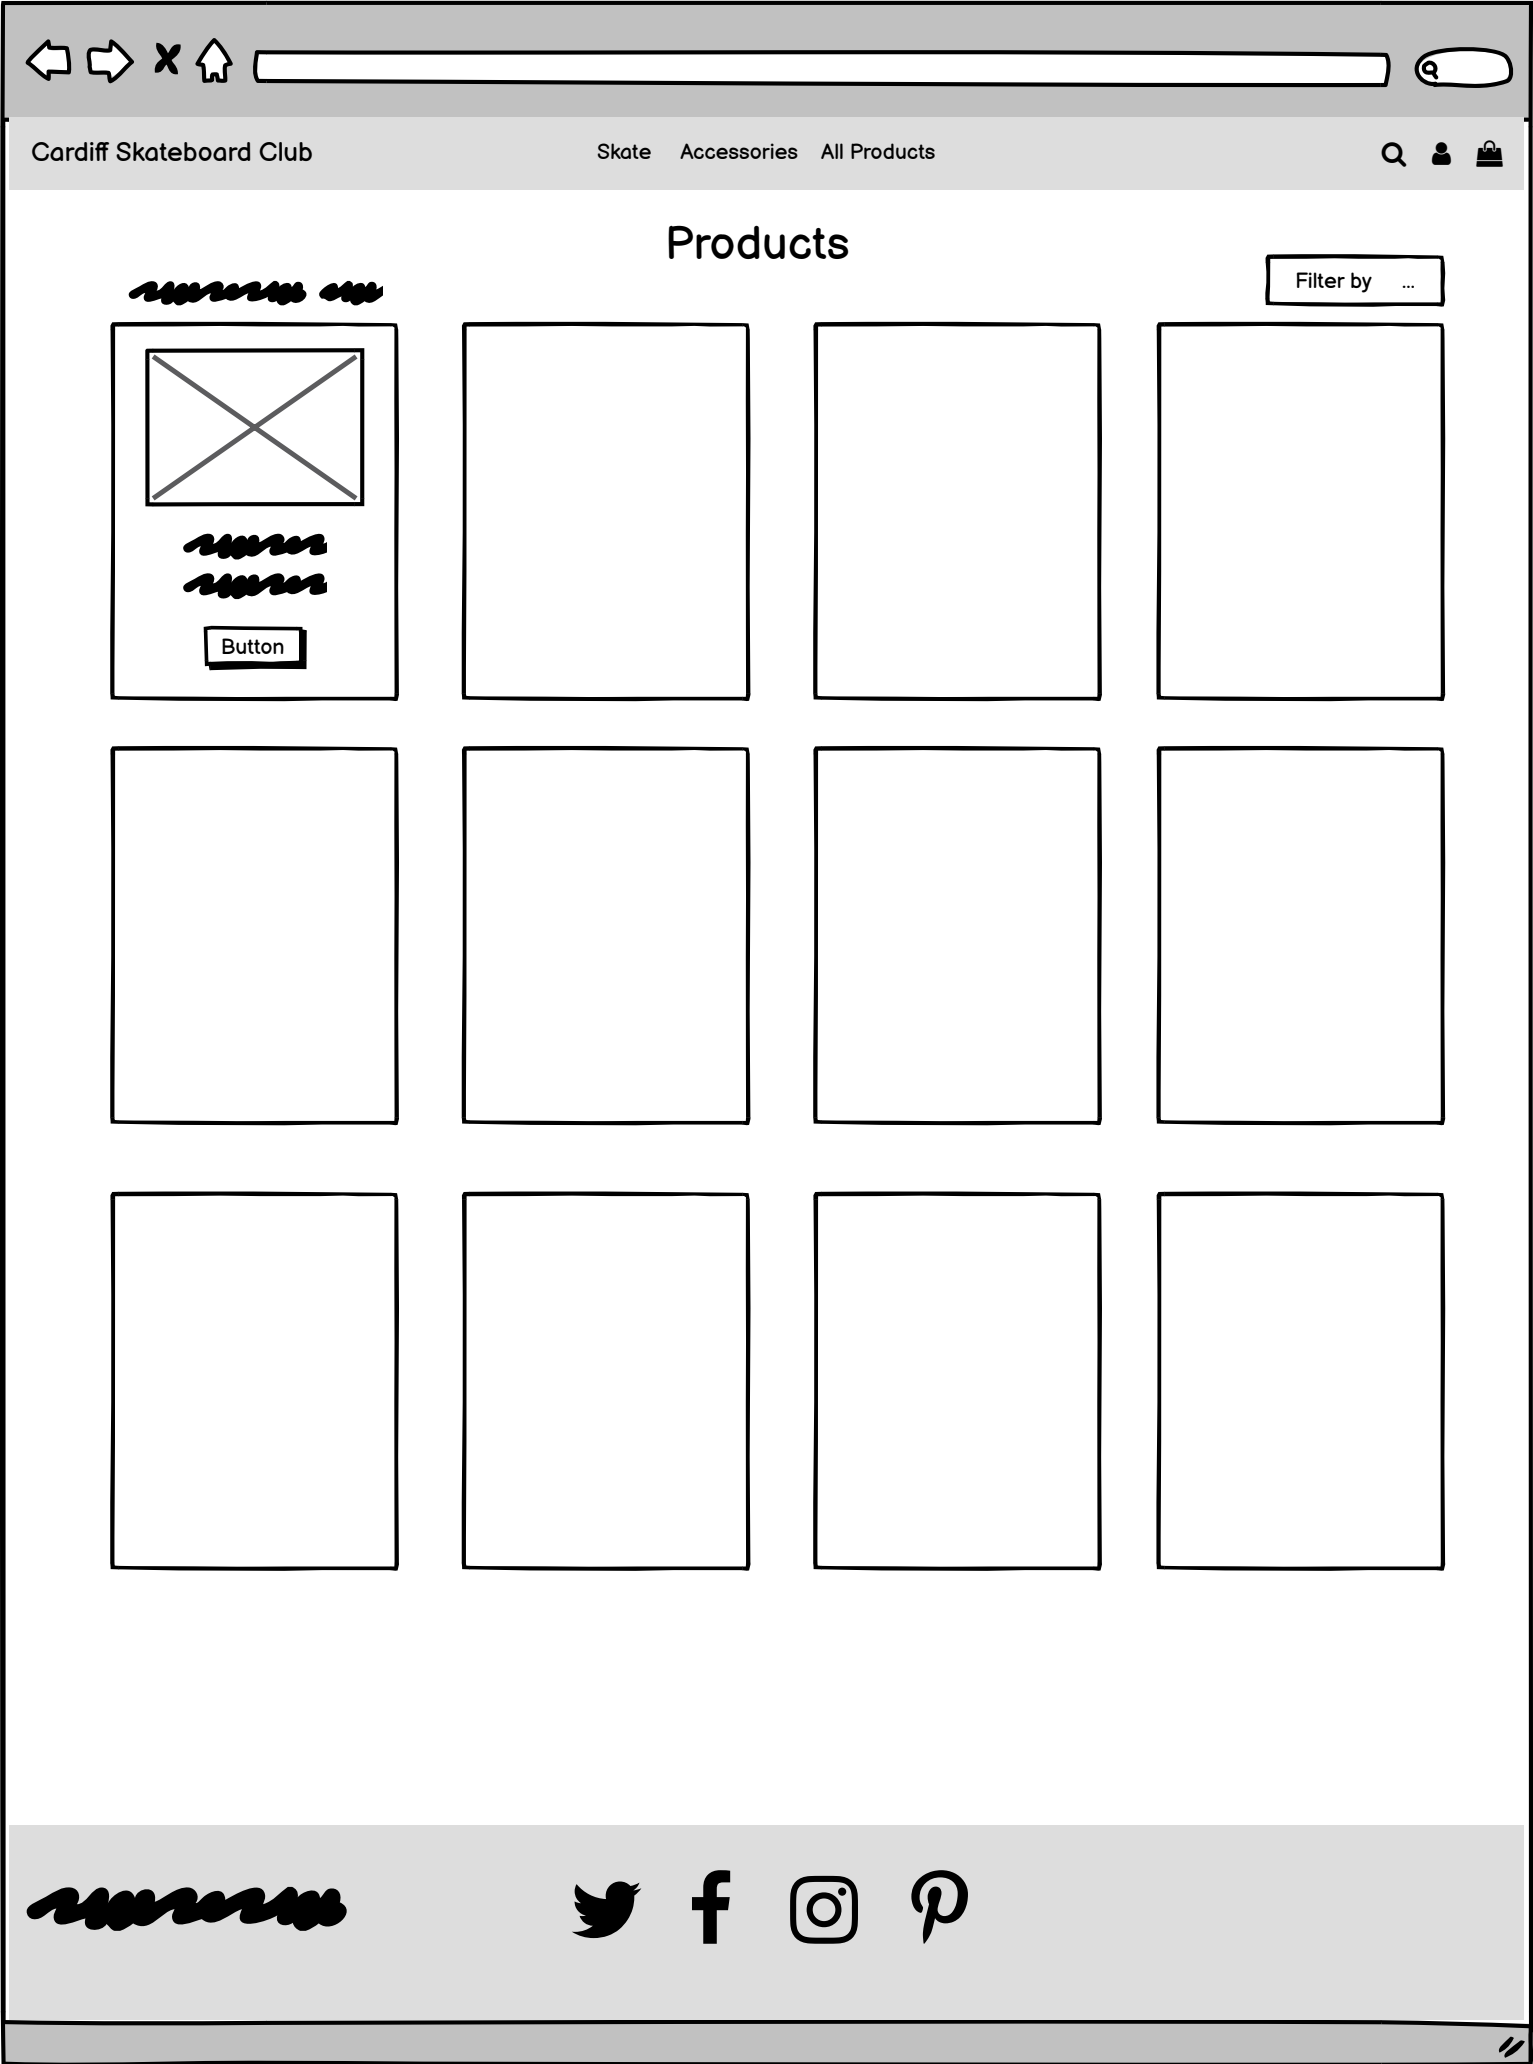 Cardiff Skateboard Club
Skate Accessories All Products
Products
Filter by ...
Button